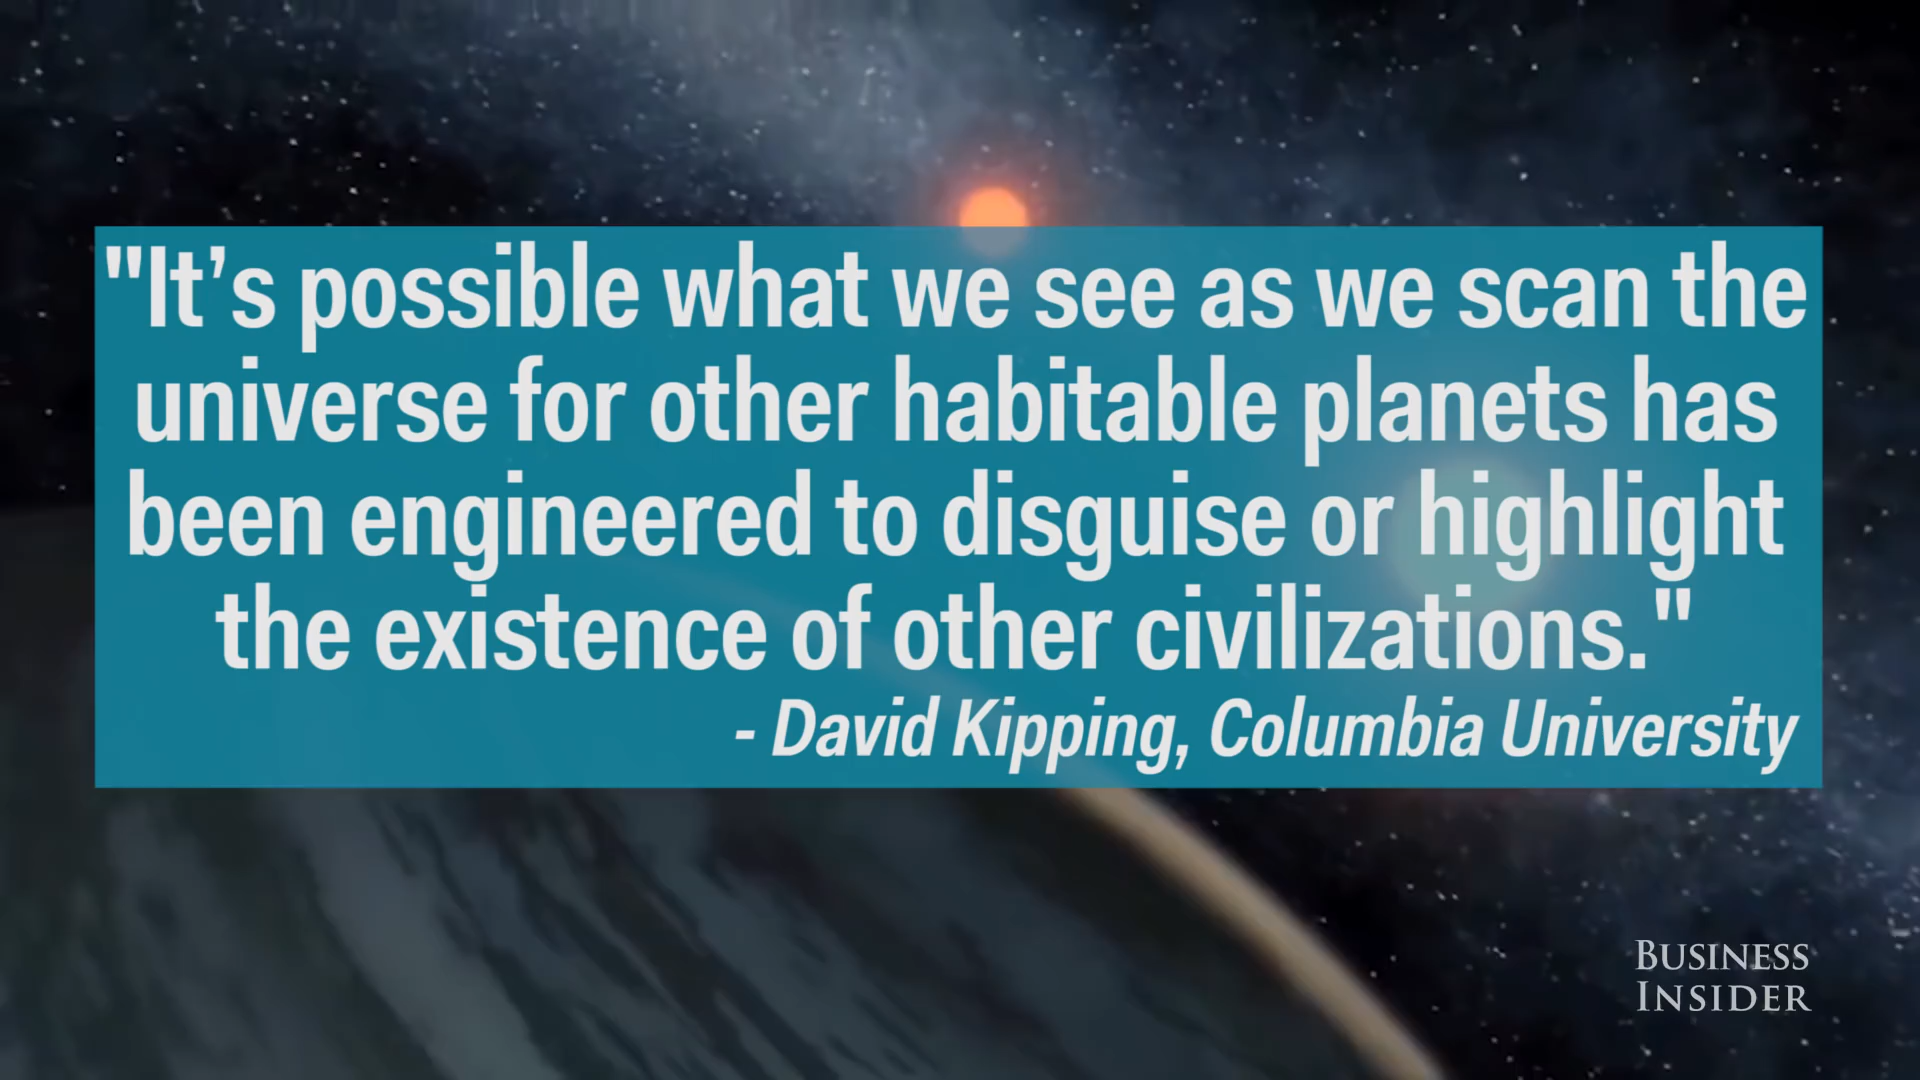 "It’s possible what we see as we scan the
universe for other habitable planets has
been engineered to disguise or highlight
the existence of other civilizations."
- David Kipping, Columbia University
BUSINESS
INSIDER